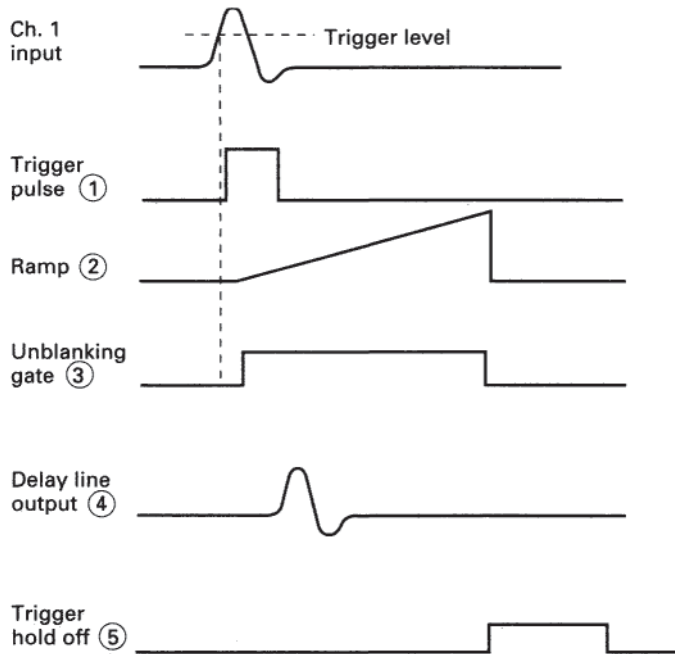 Ch. 1
input
Trigger level
Trigger
pulse ①
Ramp ②
Unblanking
gate ③
Delay line
output ④
Trigger
hold off ⑤